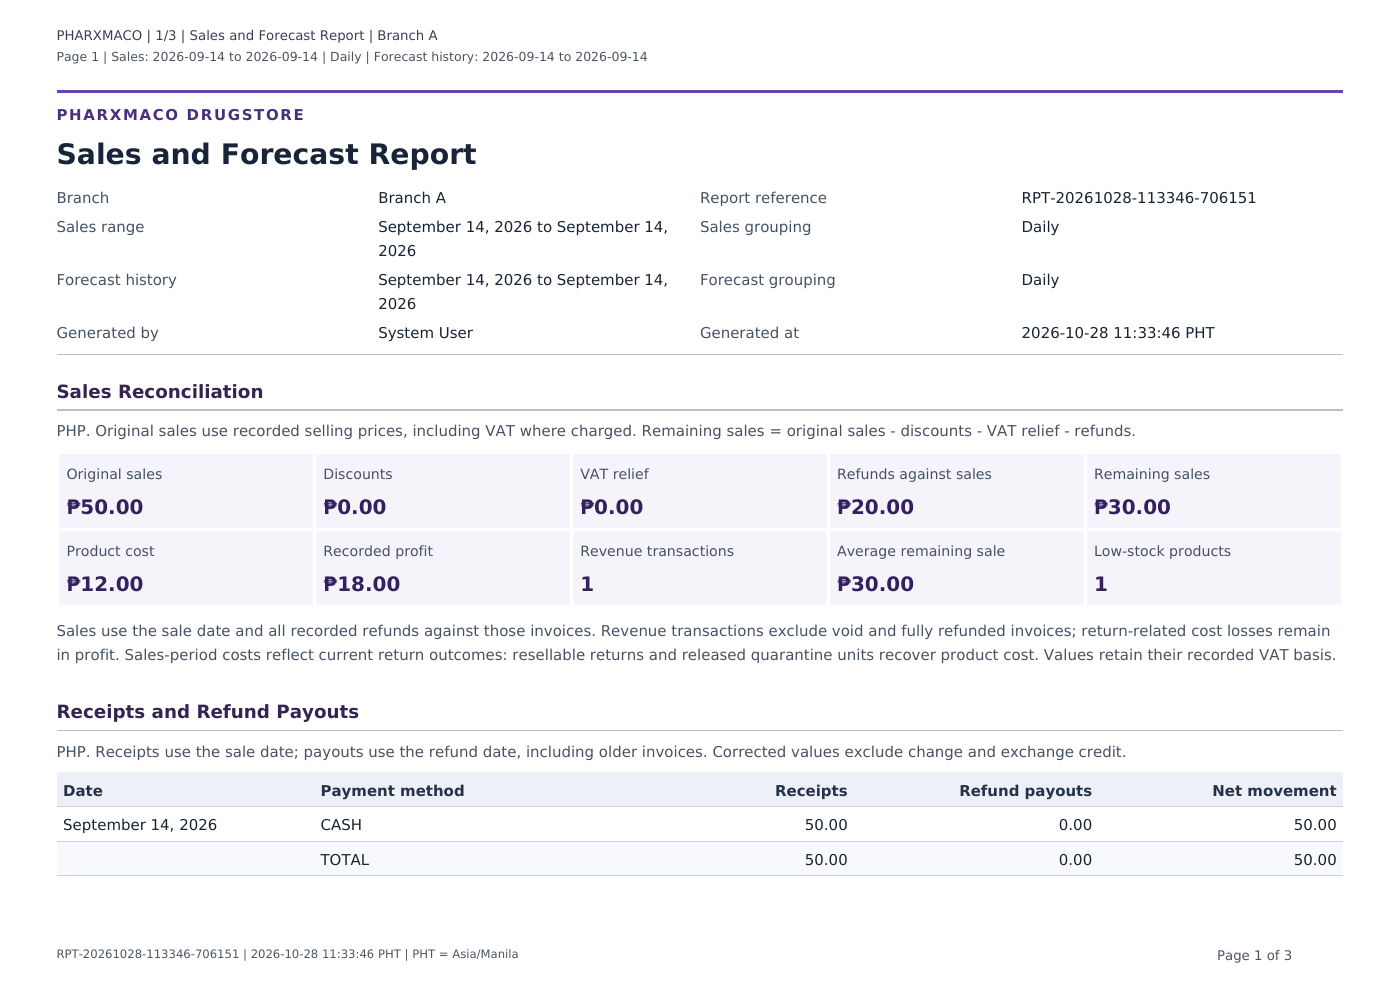 PHARXMACO | 1/3 | Sales and Forecast Report | Branch A
Page 1 | Sales: 2026-09-14 to 2026-09-14 | Daily | Forecast history: 2026-09-14 to 2026-09-14
PHARXMACO DRUGSTORE
Sales and Forecast Report
Branch Branch A Report reference RPT-20261028-113346-706151
Sales range September 14, 2026 to September 14, Sales grouping Daily
2026
Forecast history September 14, 2026 to September 14, Forecast grouping Daily
2026
Generated by System User Generated at 2026-10-28 11:33:46 PHT
Sales Reconciliation
PHP. Original sales use recorded selling prices, including VAT where charged. Remaining sales = original sales - discounts - VAT relief - refunds.
Original sales Discounts VAT relief Refunds against sales Remaining sales
₱50.00 ₱0.00 ₱0.00 ₱20.00 ₱30.00
Product cost Recorded profit Revenue transactions Average remaining sale Low-stock products
₱12.00 ₱18.00 1 ₱30.00 1
Sales use the sale date and all recorded refunds against those invoices. Revenue transactions exclude void and fully refunded invoices; return-related cost losses remain
in profit. Sales-period costs reflect current return outcomes: resellable returns and released quarantine units recover product cost. Values retain their recorded VAT basis.
Receipts and Refund Payouts
PHP. Receipts use the sale date; payouts use the refund date, including older invoices. Corrected values exclude change and exchange credit.
Date Payment method Receipts Refund payouts Net movement
September 14, 2026 CASH 50.00 0.00 50.00
TOTAL 50.00 0.00 50.00
RPT-20261028-113346-706151 | 2026-10-28 11:33:46 PHT | PHT = Asia/Manila
Page 1 of 3